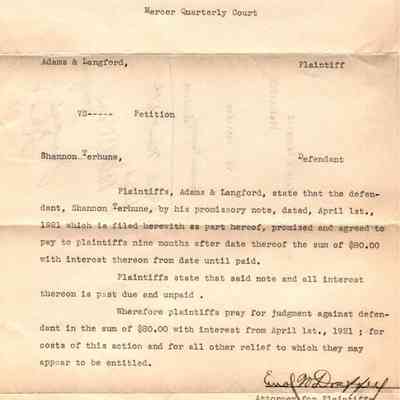 Mercer Quarterly Court
Adams & Langford, Plaintiff
VS----- Petition
Shannon Terhune, Defendant
Plaintiffs, Adams & Langford, state that the defen-
dant, Shannon Terhune, by his promissory note, dated, April 1st.,
1921 which is filed herewith as part hereof, promised and agreed to
pay to plaintiffs nine months after date thereof the sum of $80.00
with interest thereon from date until paid.
Plaintiffs state that said note and all interest
thereon is past due and unpaid .
Wherefore plaintiffs pray for judgment against defen-
dant in the sum of $80.00 with interest from April 1st., 1921 ; for
costs of this action and for all other relief to which they may
appear to be entitled.
Attorney for Plaintiffs